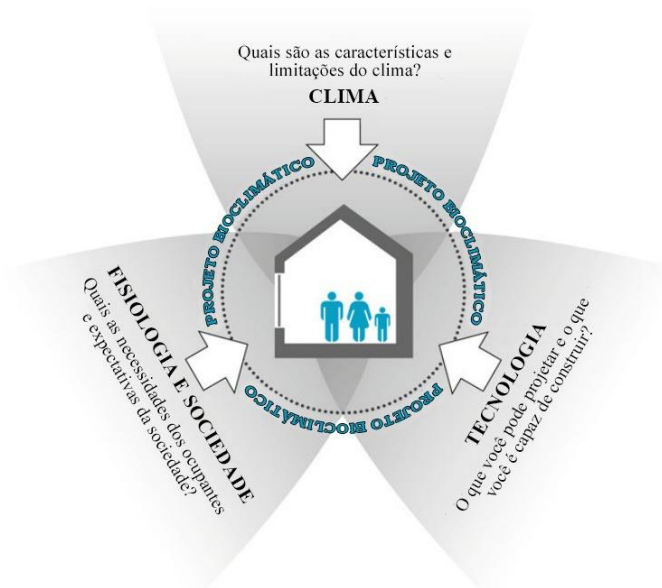 Quais são as características e
limitações do clima?
CLIMA
PROJETO BIOCLIMÁTICO
PROJETO BIOCLIMÁTICO
FISIOLOGIA E SOCIEDADE
Quais as necessidades dos ocupantes
e expectativas da sociedade?
TECNOLOGIA
O que você pode projetar e o que
você é capaz de construir?
PROJETO BIOCLIMÁTICO